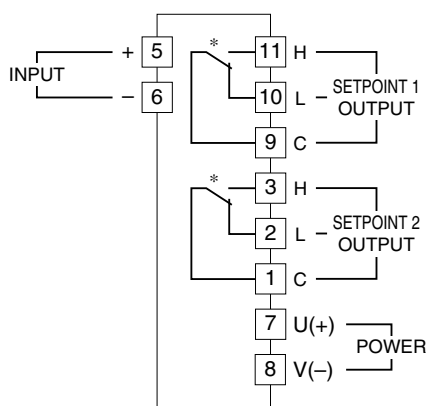 INPUT
+ 5
− 6
*
11 H
10 L
9 C
SETPOINT 1
OUTPUT
*
3 H
2 L
1 C
SETPOINT 2
OUTPUT
7 U(+)
8 V(−)
POWER